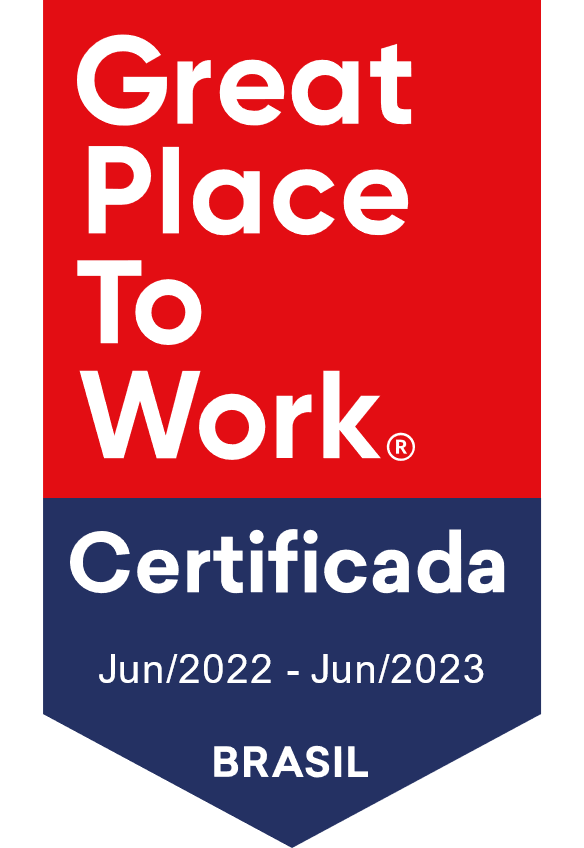 Great
Place
To
Work®
Certificada
Jun/2022 - Jun/2023
BRASIL